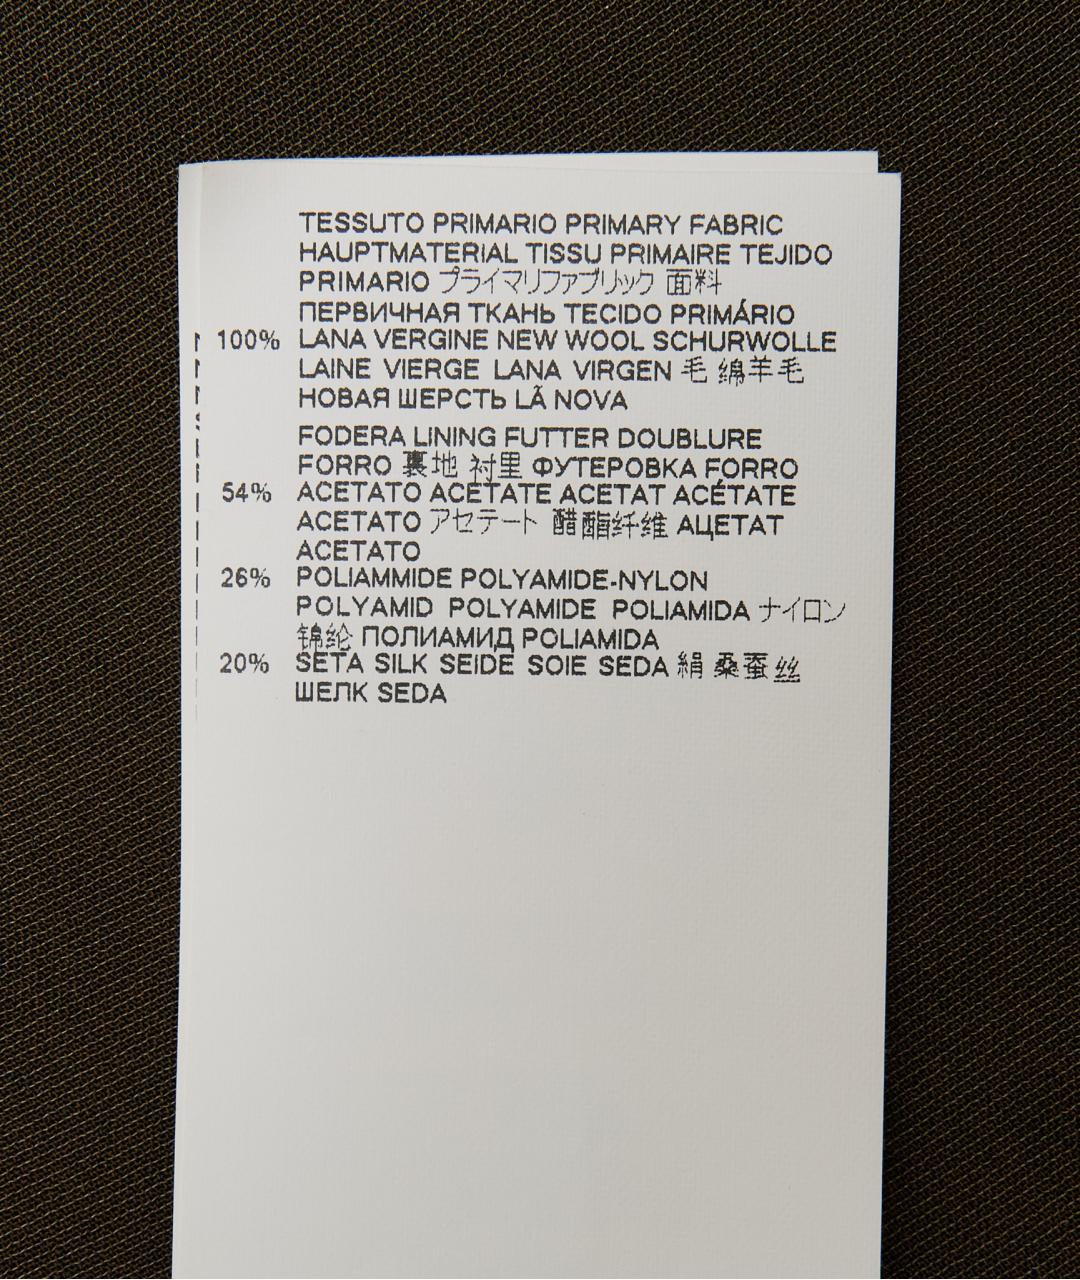 TESSUTO PRIMARIO PRIMARY FABRIC
HAUPTMATERIAL TISSU PRIMAIRE TEJIDO
PRIMARIO プライマリファブリック 面料
ПЕРВИЧНАЯ ТКАНЬ TECIDO PRIMÁRIO
100% LANA VERGINE NEW WOOL SCHURWOLLE
LAINE VIERGE LANA VIRGEN 毛 绵羊毛
НОВАЯ ШЕРСТЬ LÃ NOVA
FODERA LINING FUTTER DOUBLURE
FORRO 裏地 衬里 ФУТЕРОВКА FORRO
54% ACETATO ACETATE ACETAT ACÉTATE
ACETATO アセテート 醋酯纤维 АЦЕТАТ
ACETATO
26% POLIAMMIDE POLYAMIDE-NYLON
POLYAMID POLYAMIDE POLIAMIDA ナイロン
锦纶 ПОЛИАМИД POLIAMIDA
20% SETA SILK SEIDE SOIE SEDA 絹 桑蚕丝
ШЕЛК SEDA